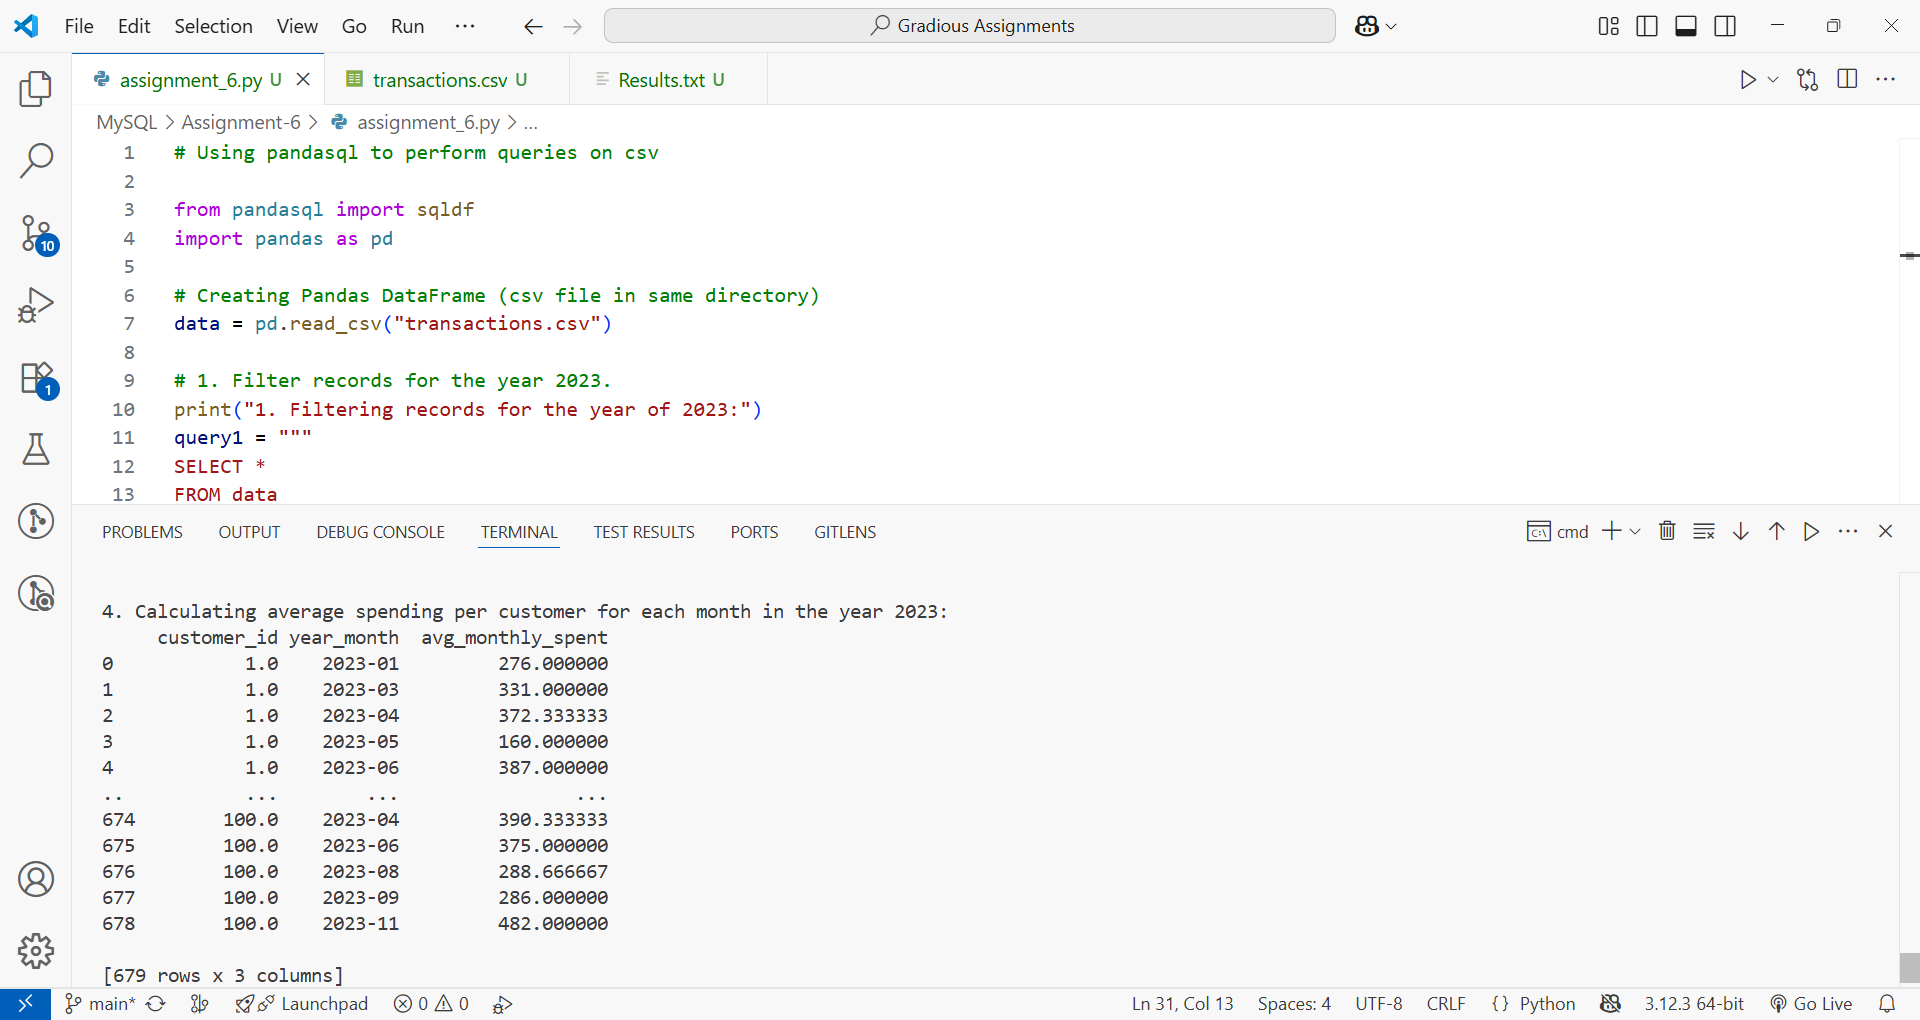 File Edit Selection View Go Run ··· Gradious Assignments
assignment_6.py U transactions.csv U Results.txt U
MySQL > Assignment-6 > assignment_6.py > ...
1 # Using pandasql to perform queries on csv
2
3 from pandasql import sqldf
4 import pandas as pd
5
6 # Creating Pandas DataFrame (csv file in same directory)
7 data = pd.read_csv("transactions.csv")
8
9 # 1. Filter records for the year 2023.
10 print("1. Filtering records for the year of 2023:")
11 query1 = """
12 SELECT *
13 FROM data
10
1
PROBLEMS OUTPUT DEBUG CONSOLE TERMINAL TEST RESULTS PORTS GITLENS cmd
4. Calculating average spending per customer for each month in the year 2023:
customer_id year_month avg_monthly_spent
0 1.0 2023-01 276.000000
1 1.0 2023-03 331.000000
2 1.0 2023-04 372.333333
3 1.0 2023-05 160.000000
4 1.0 2023-06 387.000000
.. ... ... ...
674 100.0 2023-04 390.333333
675 100.0 2023-06 375.000000
676 100.0 2023-08 288.666667
677 100.0 2023-09 286.000000
678 100.0 2023-11 482.000000
[679 rows x 3 columns]
main* Launchpad 0 0 Ln 31, Col 13 Spaces: 4 UTF-8 CRLF {} Python 3.12.3 64-bit Go Live